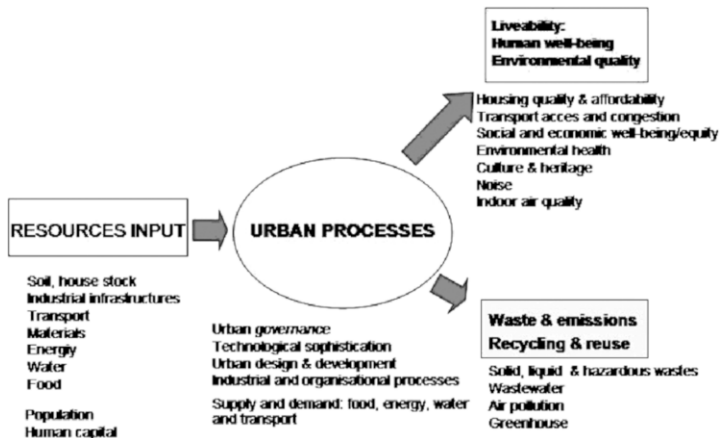 Liveability:
Human well-being
Environmental quality
Housing quality & affordability
Transport acces and congestion
Social and economic well-being/equity
Environmental health
Culture & heritage
Noise
Indoor air quality
RESOURCES INPUT
URBAN PROCESSES
Soil, house stock
Industrial infrastructures
Transport
Materials
Energiy
Water
Food
Population
Human capital
Urban governance
Technological sophistication
Urban design & development
Industrial and organisational processes
Supply and demand: food, energy, water
and transport
Waste & emissions
Recycling & reuse
Solid, liquid & hazardous wastes
Wastewater
Air pollution
Greenhouse